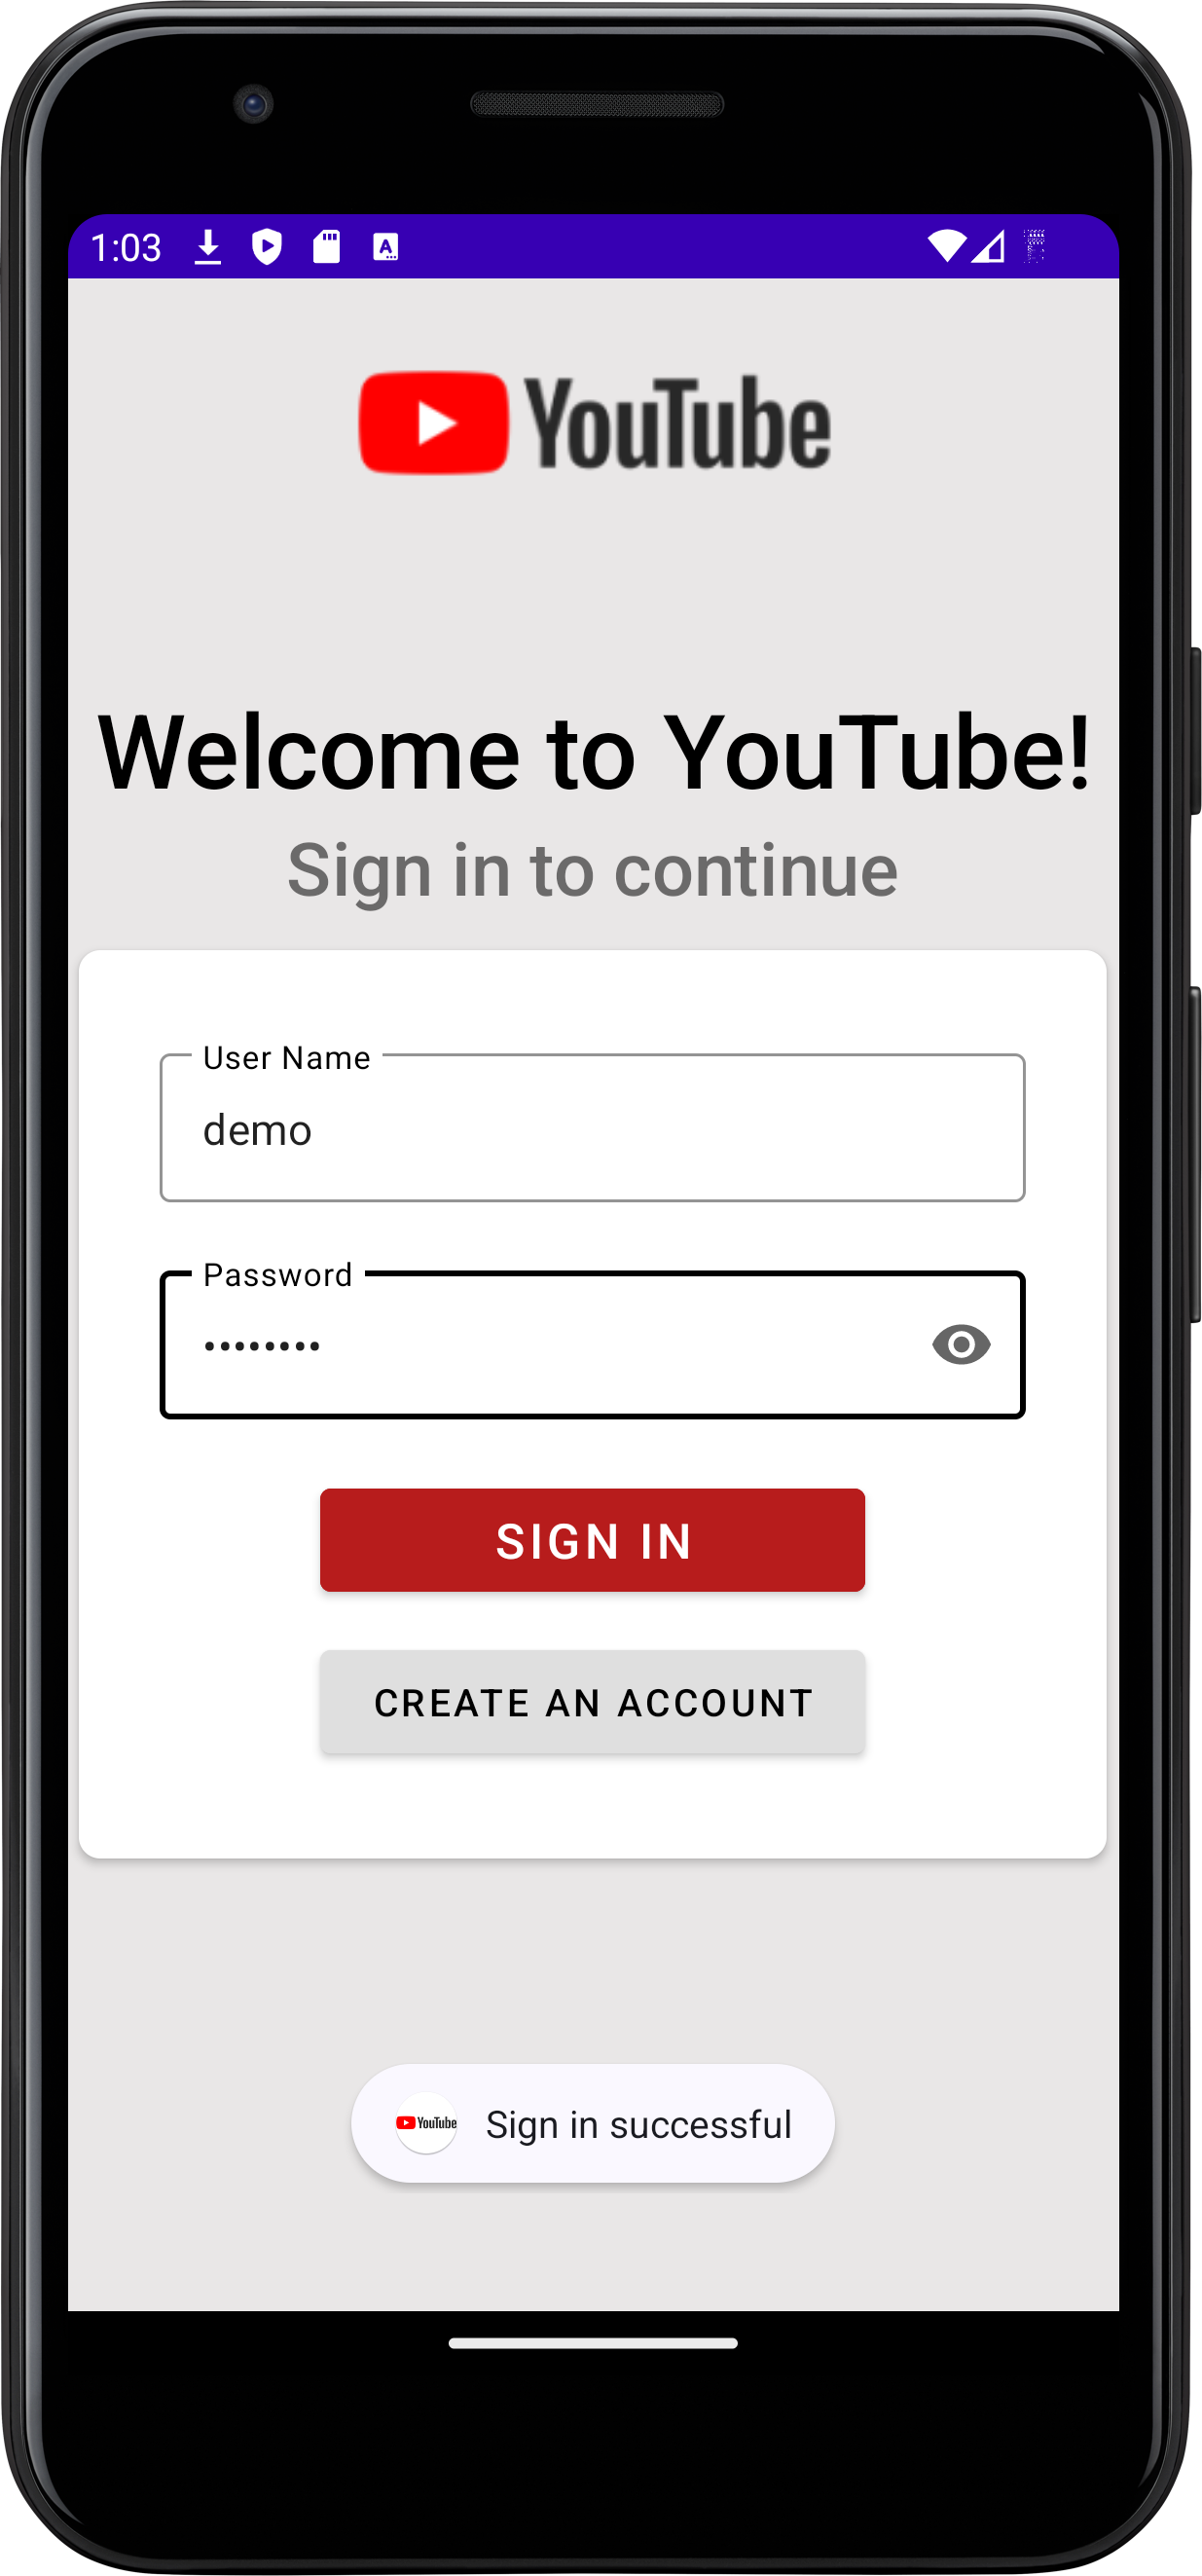 1:03
YouTube
Welcome to YouTube!
Sign in to continue
User Name
demo
Password
••••••••
SIGN IN
CREATE AN ACCOUNT
YouTube Sign in successful